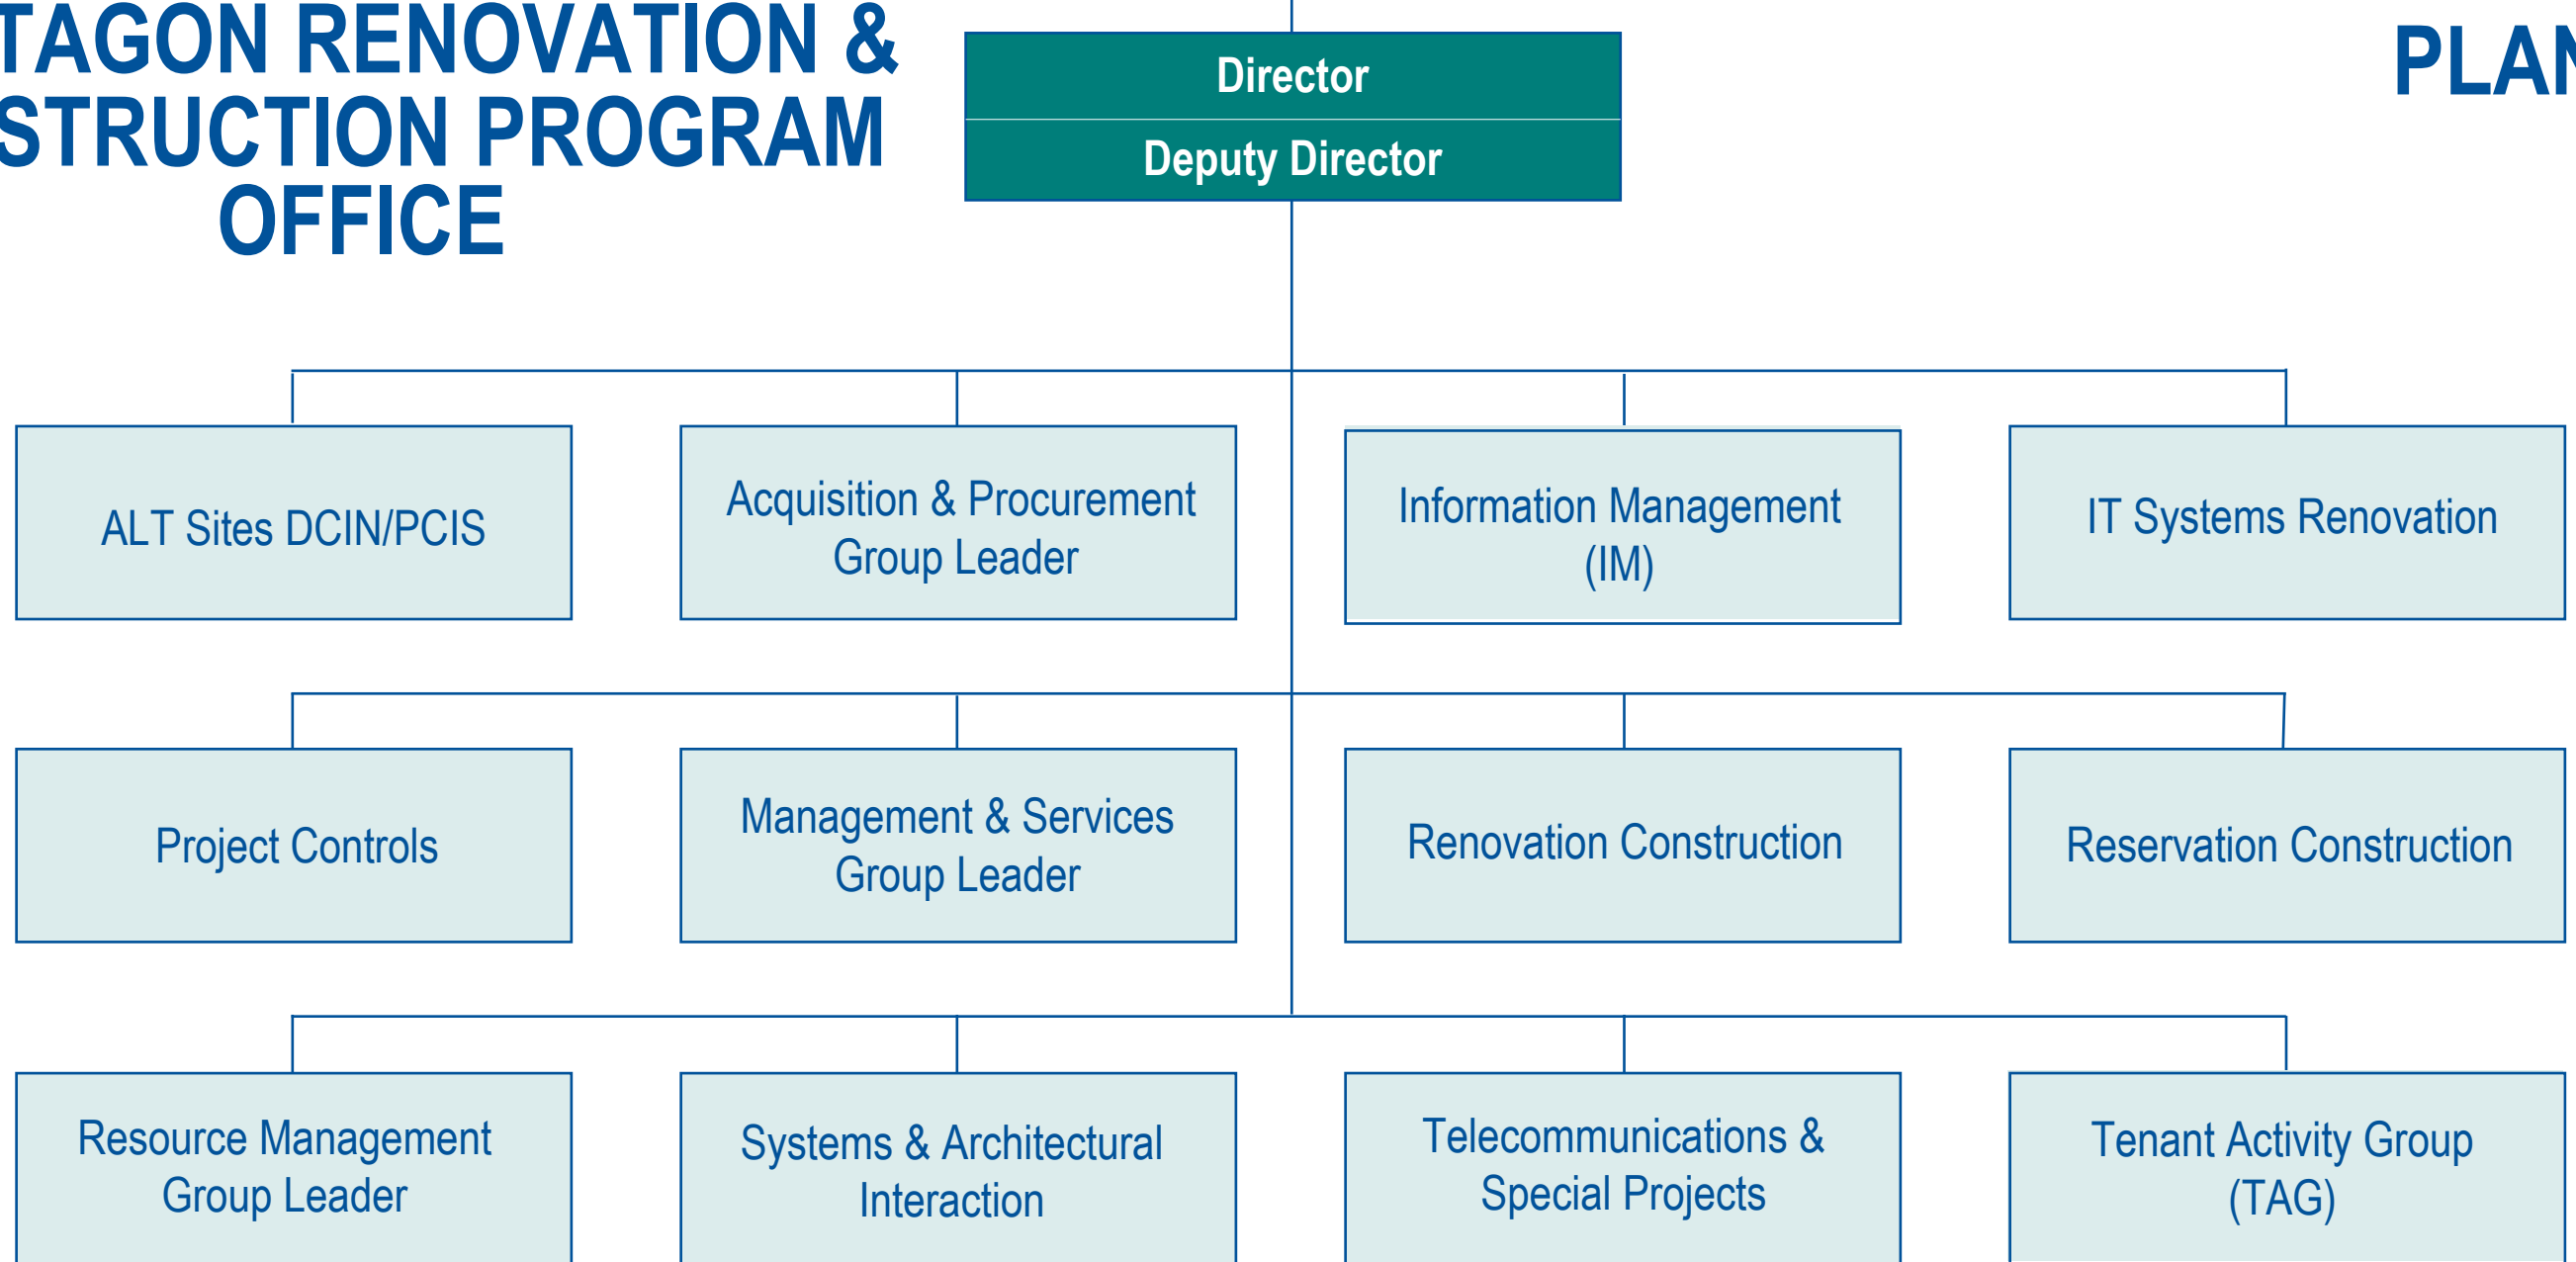 TAGON RENOVATION &
STRUCTION PROGRAM
OFFICE
Director
Deputy Director
PLAN
ALT Sites DCIN/PCIS
Acquisition & Procurement
Group Leader
Information Management
(IM)
IT Systems Renovation
Project Controls
Management & Services
Group Leader
Renovation Construction
Reservation Construction
Resource Management
Group Leader
Systems & Architectural
Interaction
Telecommunications &
Special Projects
Tenant Activity Group
(TAG)